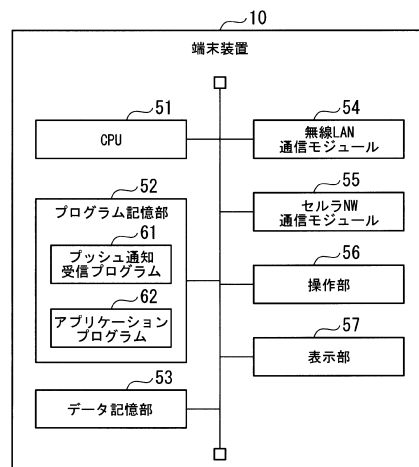 10
端末装置
51
CPU
52
プログラム記憶部
61
プッシュ通知
受信プログラム
62
アプリケーション
プログラム
53
データ記憶部
54
無線LAN
通信モジュール
55
セルラNW
通信モジュール
56
操作部
57
表示部